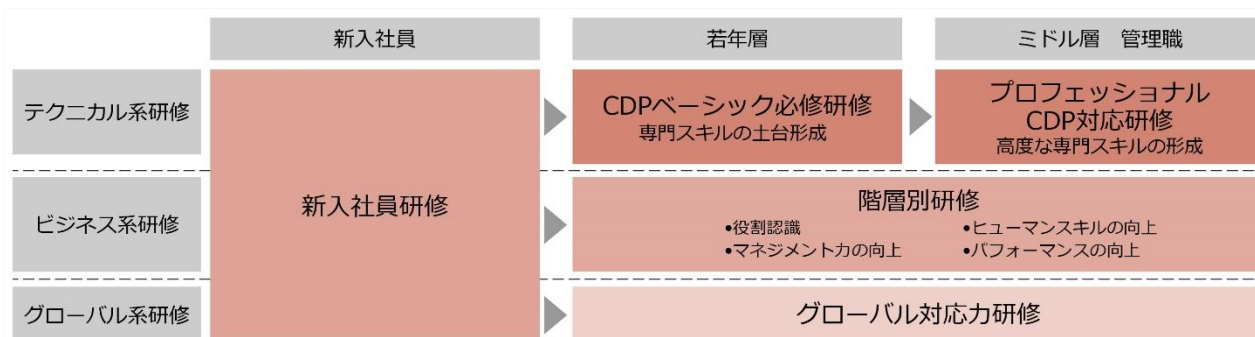 新入社員
若年層
ミドル層　管理職
テクニカル系研修
CDPベーシック必修研修
専門スキルの土台形成
プロフェッショナル
CDP対応研修
高度な専門スキルの形成
ビジネス系研修
新入社員研修
階層別研修
•役割認識
•ヒューマンスキルの向上
•マネジメント力の向上
•パフォーマンスの向上
グローバル系研修
グローバル対応力研修